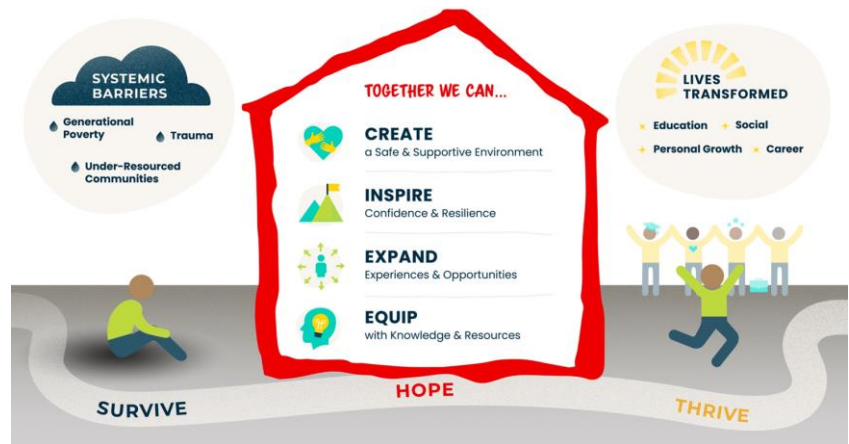 SYSTEMIC
BARRIERS
Generational
Poverty
Trauma
Under-Resourced
Communities
TOGETHER WE CAN...
CREATE
a Safe & Supportive Environment
INSPIRE
Confidence & Resilience
EXPAND
Experiences & Opportunities
EQUIP
with Knowledge & Resources
LIVES
TRANSFORMED
Education
Social
Personal Growth
Career
SURVIVE
HOPE
THRIVE